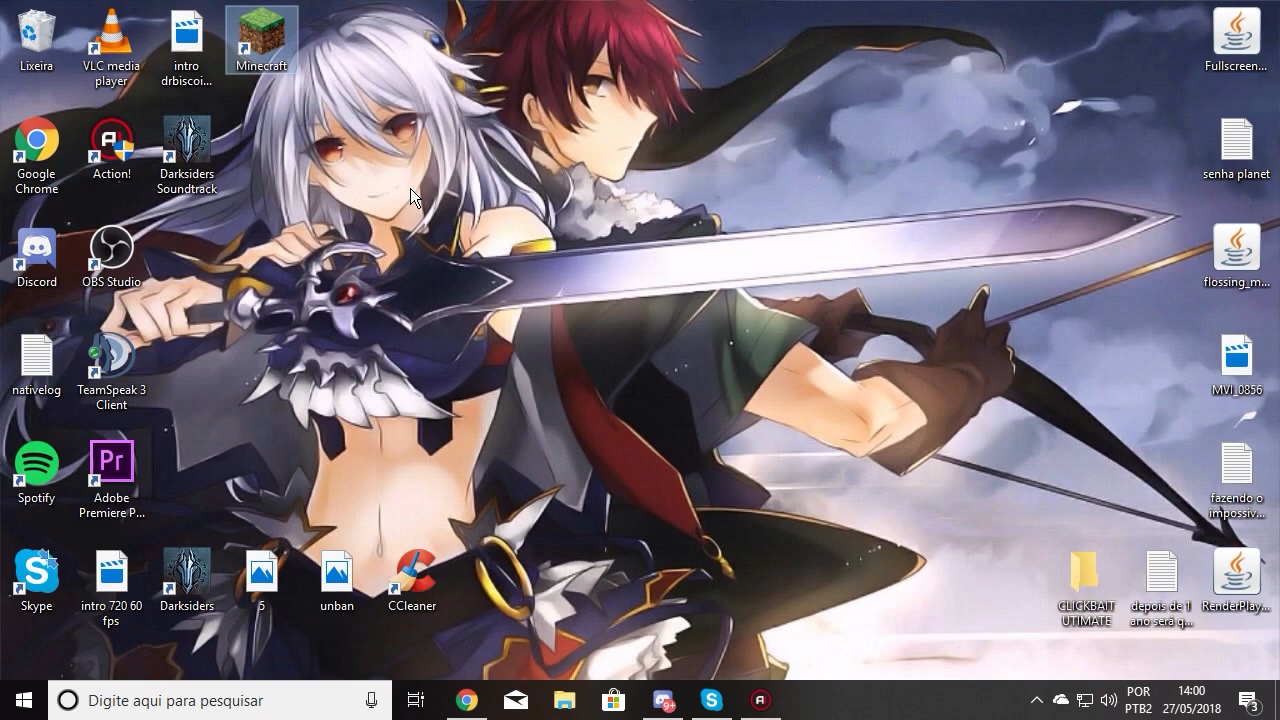 Lixeira
VLC media
player
intro
drbiscoi...
Minecraft
Fullscreen...
Google
Chrome
Action!
Darksiders
Soundtrack
senha planet
Discord
OBS Studio
flossing_m...
nativelog
TeamSpeak 3
Client
MVI_0856
Spotify
Pr
Adobe
Premiere P...
fazendo o
impossiv...
Skype
intro 720 60
fps
Darksiders
5
unban
CCleaner
CLICKBAIT
UTIMATE
depois de 1
ano será q...
RenderPlay...
Digite aqui para pesquisar
9+
POR
PTB2
14:00
27/05/2018
3